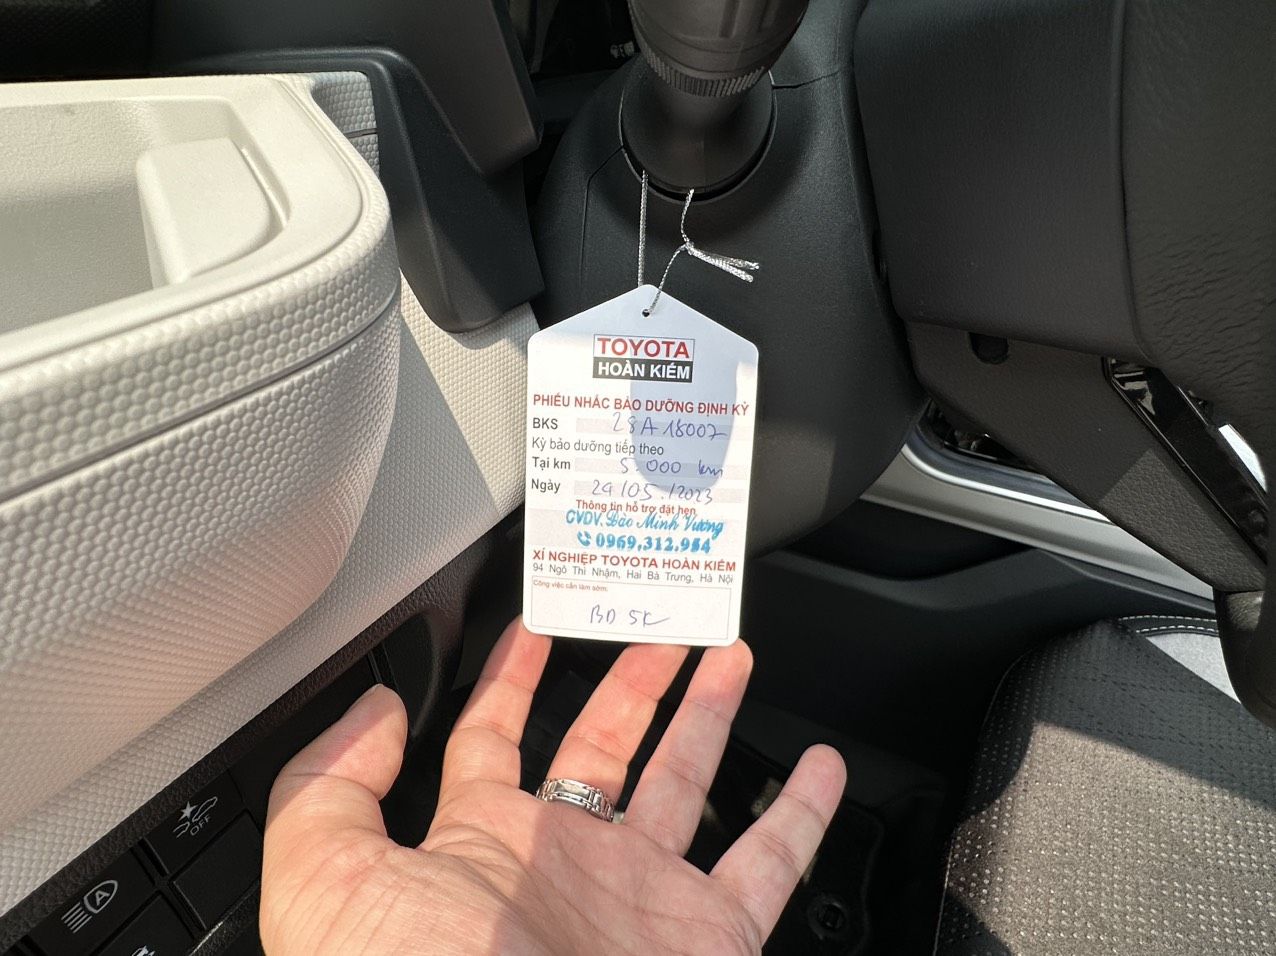 TOYOTA
HOÀN KIẾM
PHIẾU NHẮC BẢO DƯỠNG ĐỊNH KỲ
BKS 28A 18007
Kỳ bảo dưỡng tiếp theo
Tại km 5 000 km
Ngày 24/05/2023
Thông tin hỗ trợ đặt hẹn
CVDV. Đào Minh Vương
0969.312.954
XÍ NGHIỆP TOYOTA HOÀN KIẾM
94 Ngô Thì Nhậm, Hai Bà Trưng, Hà Nội
Công việc cần làm sớm:
BD 5K
OFF
A